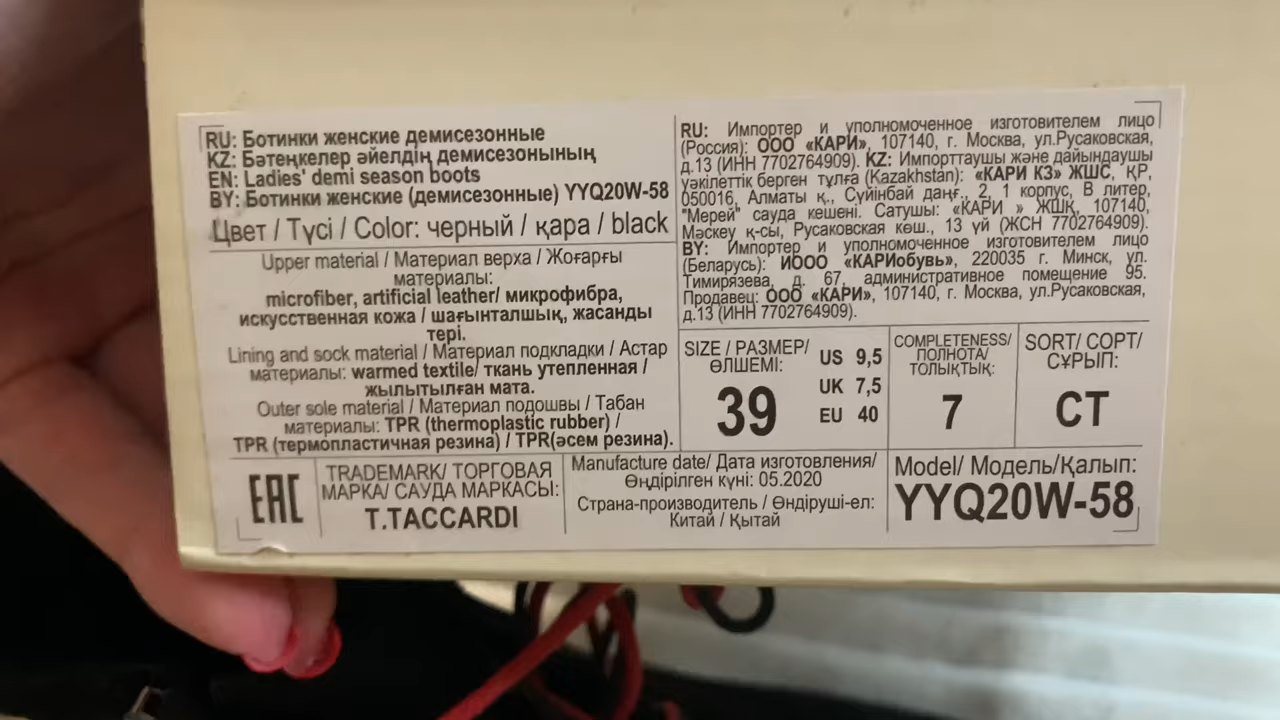 RU: Ботинки женские демисезонные
KZ: Бәтеңкелер әйелдің демисезонының
EN: Ladies' demi season boots
BY: Ботинки женские (демисезонные) YYQ20W-58
Цвет / Түсі / Color: черный / қара / black
Upper material / Материал верха / Жоғарғы
материалы:
microfiber, artificial leather/ микрофибра,
искусственная кожа / шағынталшық, жасанды
тері.
Lining and sock material / Материал подкладки / Астар
материалы: warmed textile/ ткань утепленная /
жылытылған мата.
Outer sole material / Материал подошвы / Табан
материалы: TPR (thermoplastic rubber) /
TPR (термопластичная резина) / TPR(әсем резина).
RU: Импортер и уполномоченное изготовителем лицо
(Россия): ООО «КАРИ», 107140, г. Москва, ул.Русаковская,
д.13 (ИНН 7702764909). KZ: Импорттаушы және дайындаушы
уәкілеттік берген тұлға (Kazakhstan): «КАРИ КЗ» ЖШС, ҚР,
050016, Алматы қ., Сүйінбай даңғ., 2, 1 корпус, В литер,
"Мерей" сауда кешені. Сатушы: «КАРИ » ЖШҚ, 107140,
Мәскеу қ-сы, Русаковская көш., 13 үй (ЖСН 7702764909).
BY: Импортер и уполномоченное изготовителем лицо
(Беларусь): ИООО «КАРИобувь», 220035 г. Минск, ул.
Тимирязева, д. 67, административное помещение 95.
Продавец: ООО «КАРИ», 107140, г. Москва, ул.Русаковская,
д.13 (ИНН 7702764909).
SIZE / РАЗМЕР/
ӨЛШЕМІ:
39
US 9,5
UK 7,5
EU 40
COMPLETENESS/
ПОЛНОТА/
ТОЛЫҚТЫҚ:
7
SORT/ СОРТ/
СҰРЫП:
СТ
EAC
TRADEMARK/ ТОРГОВАЯ
МАРКА/ САУДА МАРКАСЫ:
T.TACCARDI
Manufacture date/ Дата изготовления/
Өңдірілген күні: 05.2020
Страна-производитель / Өндіруші-ел:
Китай / Қытай
Model/ Модель/Қалып:
YYQ20W-58